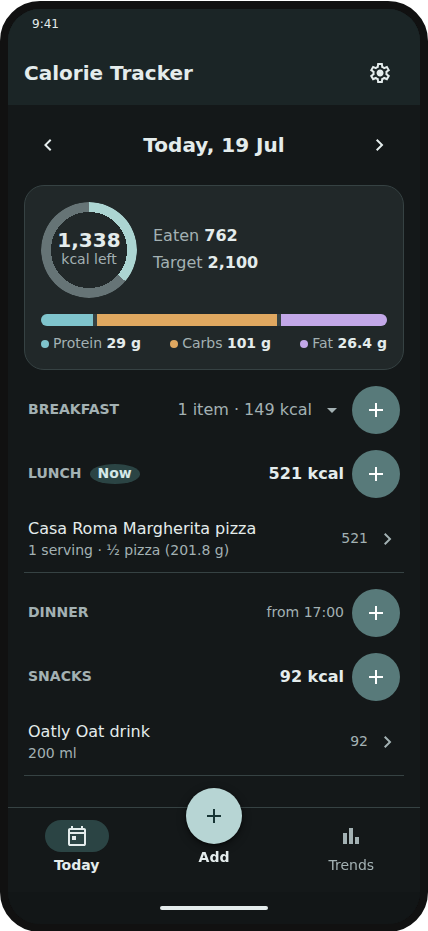 9:41
Calorie Tracker
Today, 19 Jul
1,338
kcal left
Eaten 762
Target 2,100
Protein 29 g
Carbs 101 g
Fat 26.4 g
BREAKFAST
1 item · 149 kcal
LUNCH
Now
521 kcal
Casa Roma Margherita pizza
1 serving · ½ pizza (201.8 g)
521
DINNER
from 17:00
SNACKS
92 kcal
Oatly Oat drink
200 ml
92
Today
Add
Trends